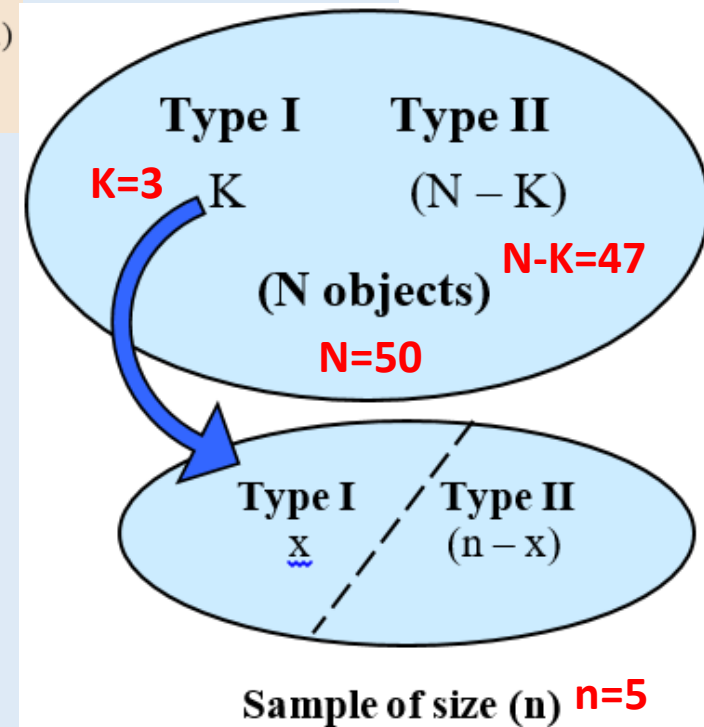 )
Type I Type II
K=3 K (N – K)
N-K=47
(N objects)
N=50
Type I Type II
x (n – x)
Sample of size (n) n=5